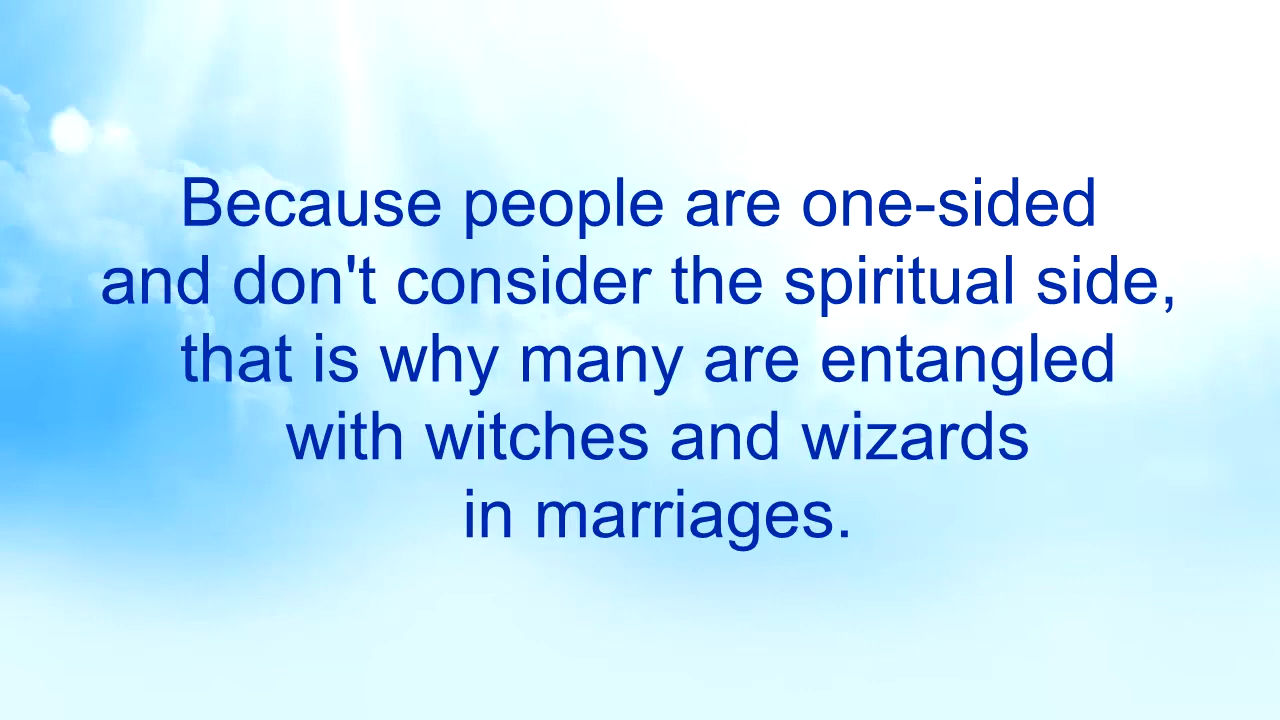 Because people are one-sided
and don't consider the spiritual side,
that is why many are entangled
with witches and wizards
in marriages.